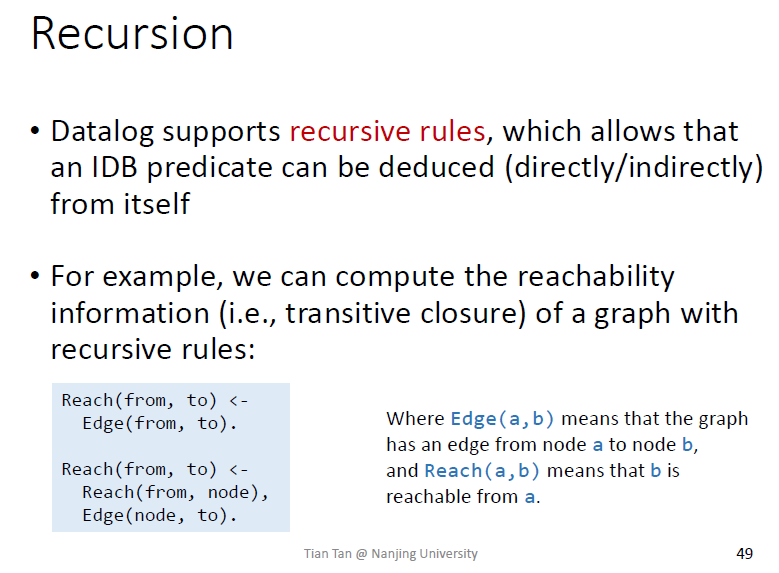 Recursion
• Datalog supports recursive rules, which allows that
an IDB predicate can be deduced (directly/indirectly)
from itself
• For example, we can compute the reachability
information (i.e., transitive closure) of a graph with
recursive rules:
Reach(from, to) <-
  Edge(from, to).
Reach(from, to) <-
  Reach(from, node),
  Edge(node, to).
Where Edge(a,b) means that the graph
has an edge from node a to node b,
and Reach(a,b) means that b is
reachable from a.
Tian Tan @ Nanjing University
49